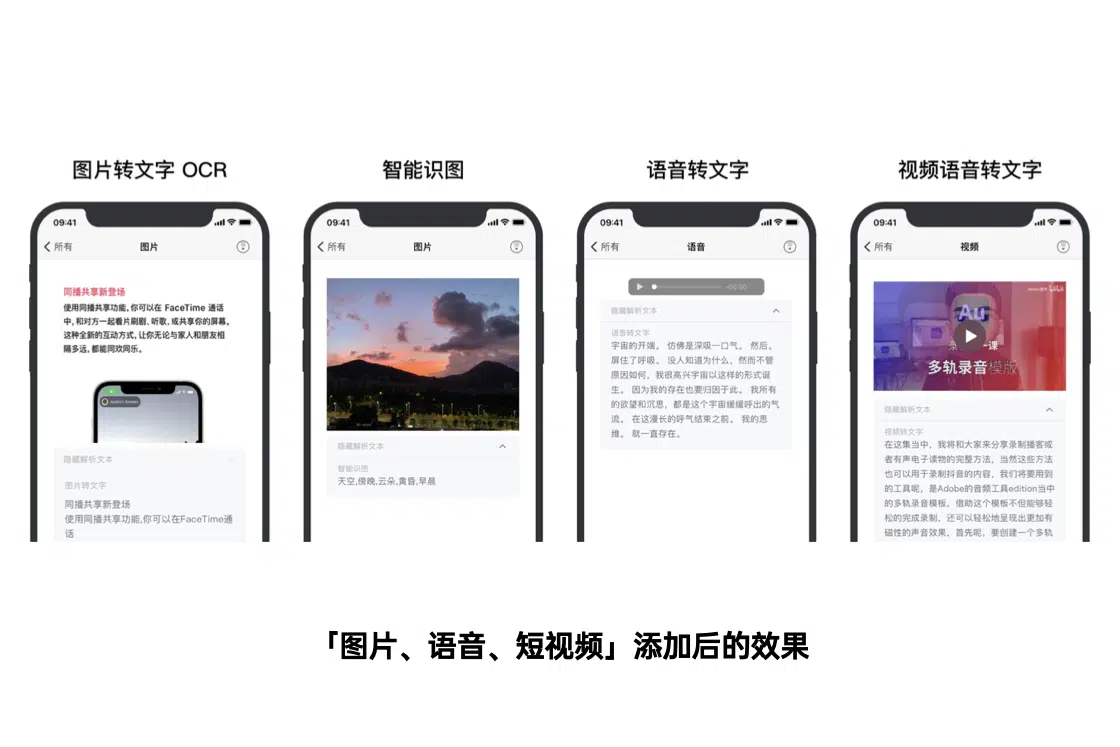 图片转文字 OCR
09:41
所有
图片
同播共享新登场
使用同播共享功能，你可以在 FaceTime 通话
中，和对方一起看片刷剧、听歌，或共享你的屏幕。
这种全新的互动方式，让你无论与家人和朋友相
隔多远，都能同欢同乐。
隐藏解析文本
图片转文字
同播共享新登场
使用同播共享功能,你可以在FaceTime通
话
智能识图
09:41
所有
图片
隐藏解析文本
智能识图
天空,傍晚,云朵,黄昏,早晨
语音转文字
09:41
所有
语音
-00:00
隐藏解析文本
语音转文字
宇宙的开端。 仿佛是深吸一口气。 然后。
屏住了呼吸。 没人知道为什么，然而不管
原因如何，我很高兴宇宙以这样的形式诞
生。 因为我的存在也要归因于此。 我所有
的欲望和沉思，都是这个宇宙缓缓呼出的气
流。 在这漫长的呼气结束之前。 我的思
维。 就一直存在。
视频语音转文字
09:41
所有
视频
Au
多轨录音模版
隐藏解析文本
视频转文字
在这集当中，我将和大家来分享录制播客或
者有声电子读物的完整方法，当然这些方法
也可以用于录制抖音的内容，我们将要用到
的工具呢，是Adobe的音频工具edition当中
的多轨录音模板，借助这个模板不但能够轻
松的完成录制，还可以轻松地呈现出更加有
磁性的声音效果，首先呢，要创建一个多轨
「图片、语音、短视频」添加后的效果